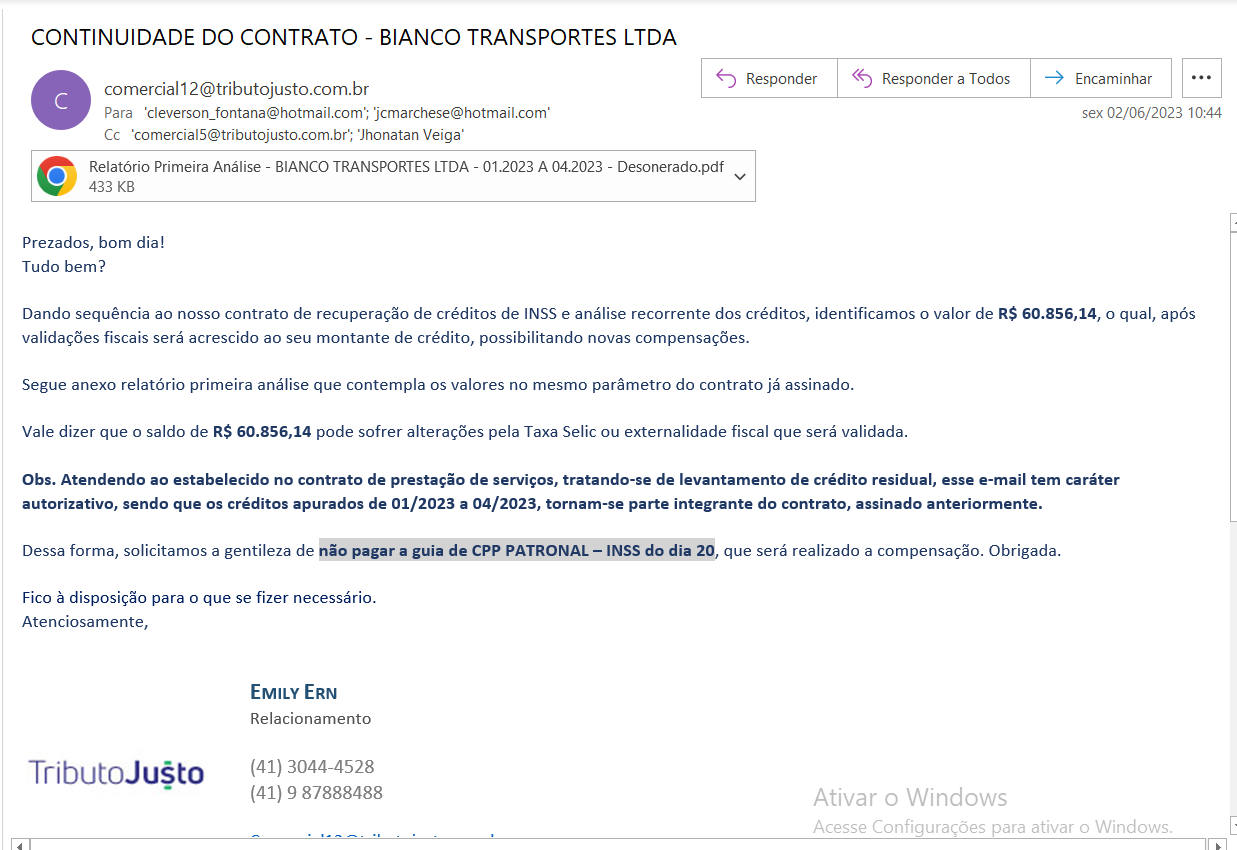 CONTINUIDADE DO CONTRATO - BIANCO TRANSPORTES LTDA
C
comercial12@tributojusto.com.br
Para 'cleverson_fontana@hotmail.com'; 'jcmarchese@hotmail.com'
Cc 'comercial5@tributojusto.com.br'; 'Jhonatan Veiga'
Responder
Responder a Todos
Encaminhar
sex 02/06/2023 10:44
Relatório Primeira Análise - BIANCO TRANSPORTES LTDA - 01.2023 A 04.2023 - Desonerado.pdf
433 KB
Prezados, bom dia!
Tudo bem?
Dando sequência ao nosso contrato de recuperação de créditos de INSS e análise recorrente dos créditos, identificamos o valor de R$ 60.856,14, o qual, após
validações fiscais será acrescido ao seu montante de crédito, possibilitando novas compensações.
Segue anexo relatório primeira análise que contempla os valores no mesmo parâmetro do contrato já assinado.
Vale dizer que o saldo de R$ 60.856,14 pode sofrer alterações pela Taxa Selic ou externalidade fiscal que será validada.
Obs. Atendendo ao estabelecido no contrato de prestação de serviços, tratando-se de levantamento de crédito residual, esse e-mail tem caráter
autorizativo, sendo que os créditos apurados de 01/2023 a 04/2023, tornam-se parte integrante do contrato, assinado anteriormente.
Dessa forma, solicitamos a gentileza de não pagar a guia de CPP PATRONAL – INSS do dia 20, que será realizado a compensação. Obrigada.
Fico à disposição para o que se fizer necessário.
Atenciosamente,
EMILY ERN
Relacionamento
TributoJusto
(41) 3044-4528
(41) 9 87888488
Ativar o Windows
Acesse Configurações para ativar o Windows.